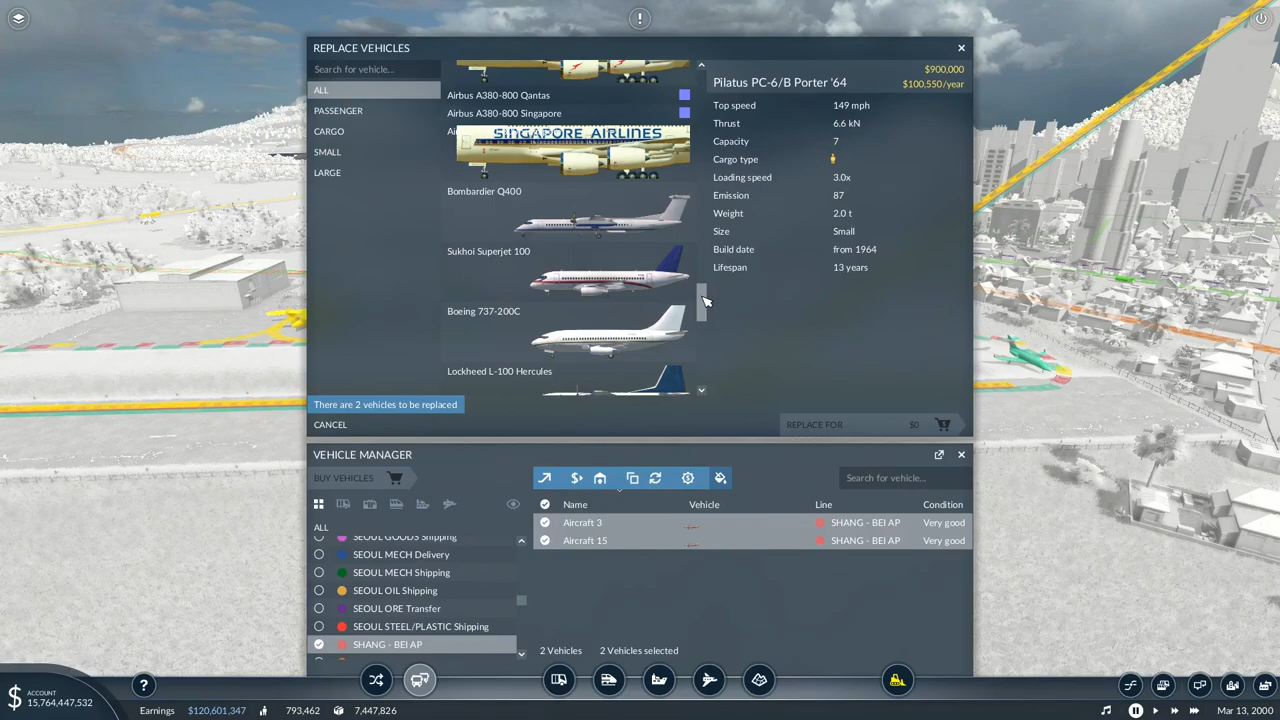 REPLACE VEHICLES
Search for vehicle...
ALL
PASSENGER
CARGO
SMALL
LARGE
Airbus A380-800 Qantas
Airbus A380-800 Singapore
SINGAPORE AIRLINES
Bombardier Q400
Sukhoi Superjet 100
Boeing 737-200C
Lockheed L-100 Hercules
$900,000
Pilatus PC-6/B Porter '64
$100,550/year
Top speed 149 mph
Thrust 6.6 kN
Capacity 7
Cargo type
Loading speed 3.0x
Emission 87
Weight 2.0 t
Size Small
Build date from 1964
Lifespan 13 years
There are 2 vehicles to be replaced
CANCEL
REPLACE FOR $0
VEHICLE MANAGER
BUY VEHICLES
Search for vehicle...
ALL
SEOUL GOODS Shipping
SEOUL MECH Delivery
SEOUL MECH Shipping
SEOUL OIL Shipping
SEOUL ORE Transfer
SEOUL STEEL/PLASTIC Shipping
SHANG - BEI AP
Name Vehicle Line Condition
Aircraft 3 SHANG - BEI AP Very good
Aircraft 15 SHANG - BEI AP Very good
2 Vehicles 2 Vehicles selected
$ ACCOUNT
15,764,447,532
?
Earnings $120,601,347 793,462 7,447,826
Mar 13, 2000